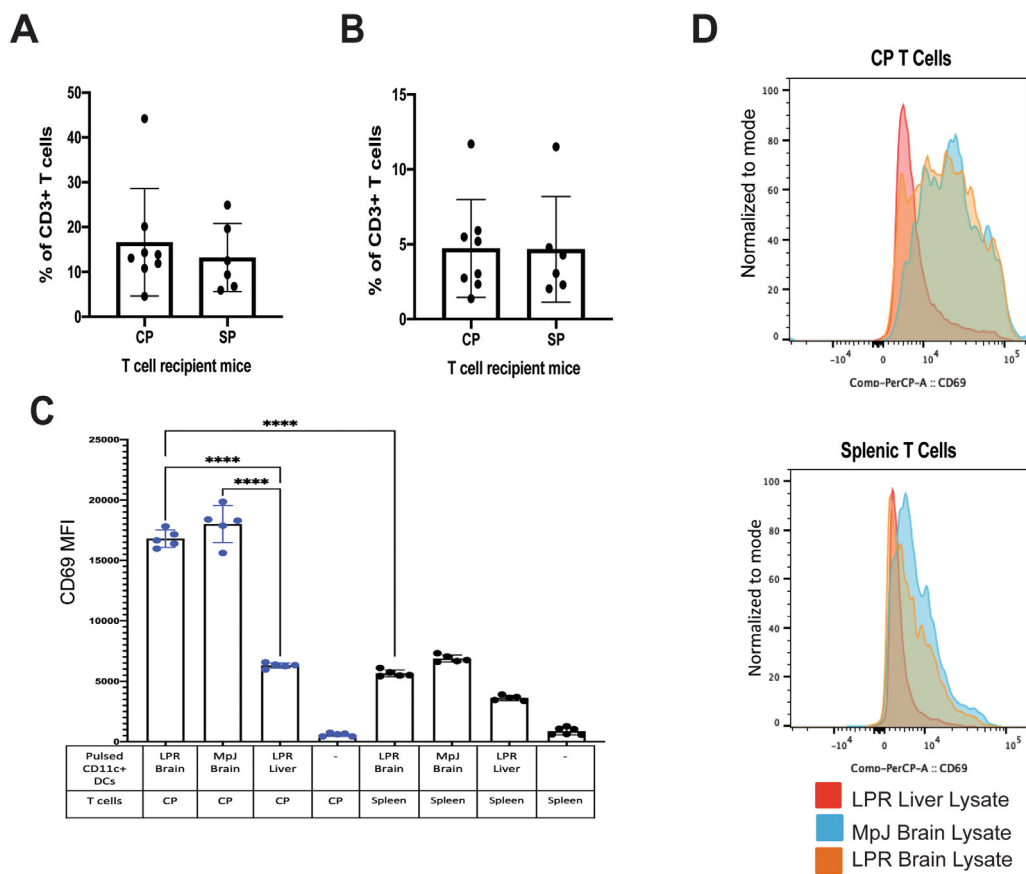 A
% of CD3+ T cells
50
40
30
20
10
0
CP
SP
T cell recipient mice
B
% of CD3+ T cells
15
10
5
0
CP
SP
T cell recipient mice
C
CD69 MFI
25000
20000
15000
10000
5000
0
****
****
****
Pulsed CD11c+ DCs | LPR Brain | MpJ Brain | LPR Liver | - | LPR Brain | MpJ Brain | LPR Liver | -
T cells | CP | CP | CP | CP | Spleen | Spleen | Spleen | Spleen
D
CP T Cells
Normalized to mode
100
80
60
40
20
0
-10^4
0
10^4
10^5
Comp-PerCP-A :: CD69
Splenic T Cells
Normalized to mode
100
80
60
40
20
0
-10^4
0
10^4
10^5
Comp-PerCP-A :: CD69
LPR Liver Lysate
MpJ Brain Lysate
LPR Brain Lysate